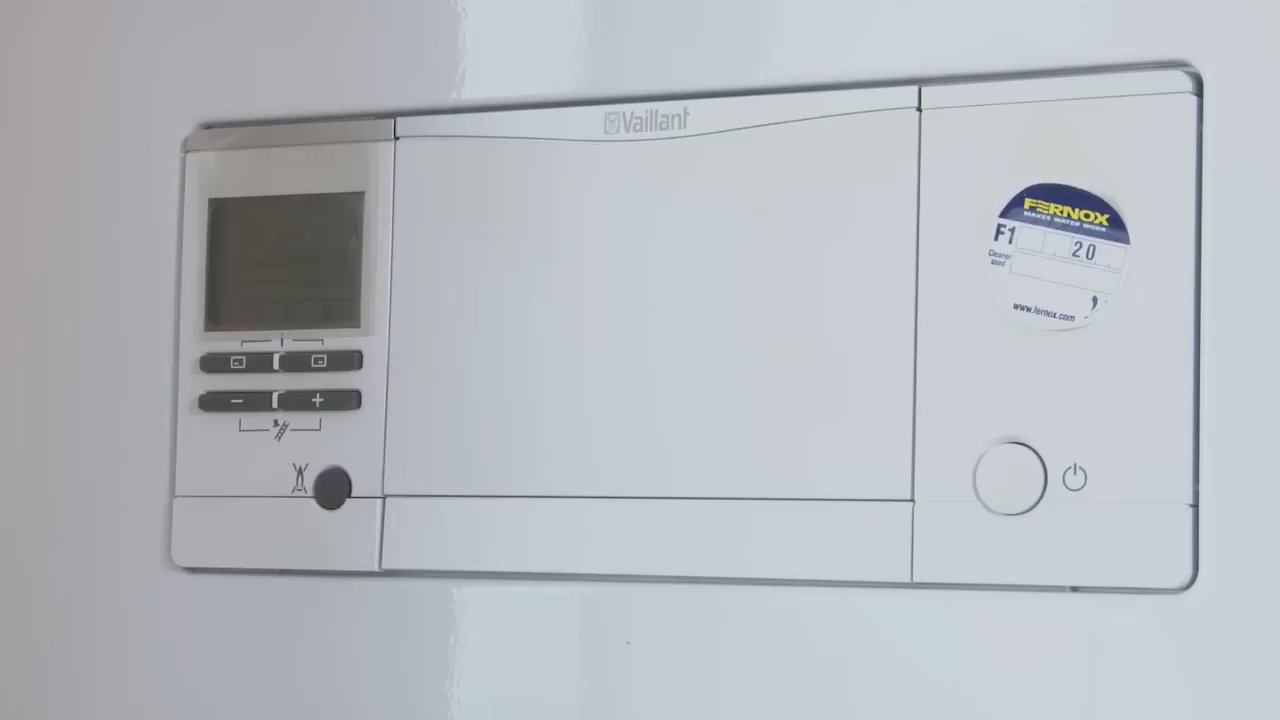 Vaillant
FERNOX
MAKES WATER WORK
F1
20
Cleaner
used
www.fernox.com
- +